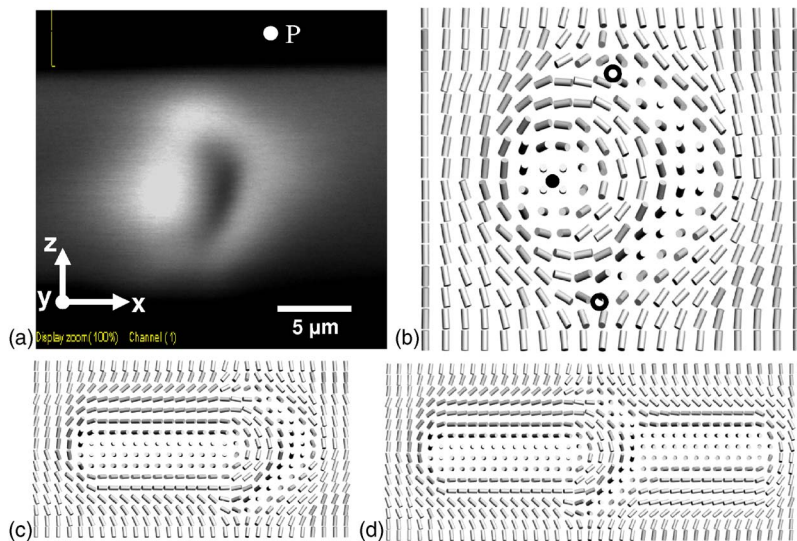 P
z
y
x
5 µm
Display zoom(100%) Channel (1)
(a)
(b)
(c)
(d)